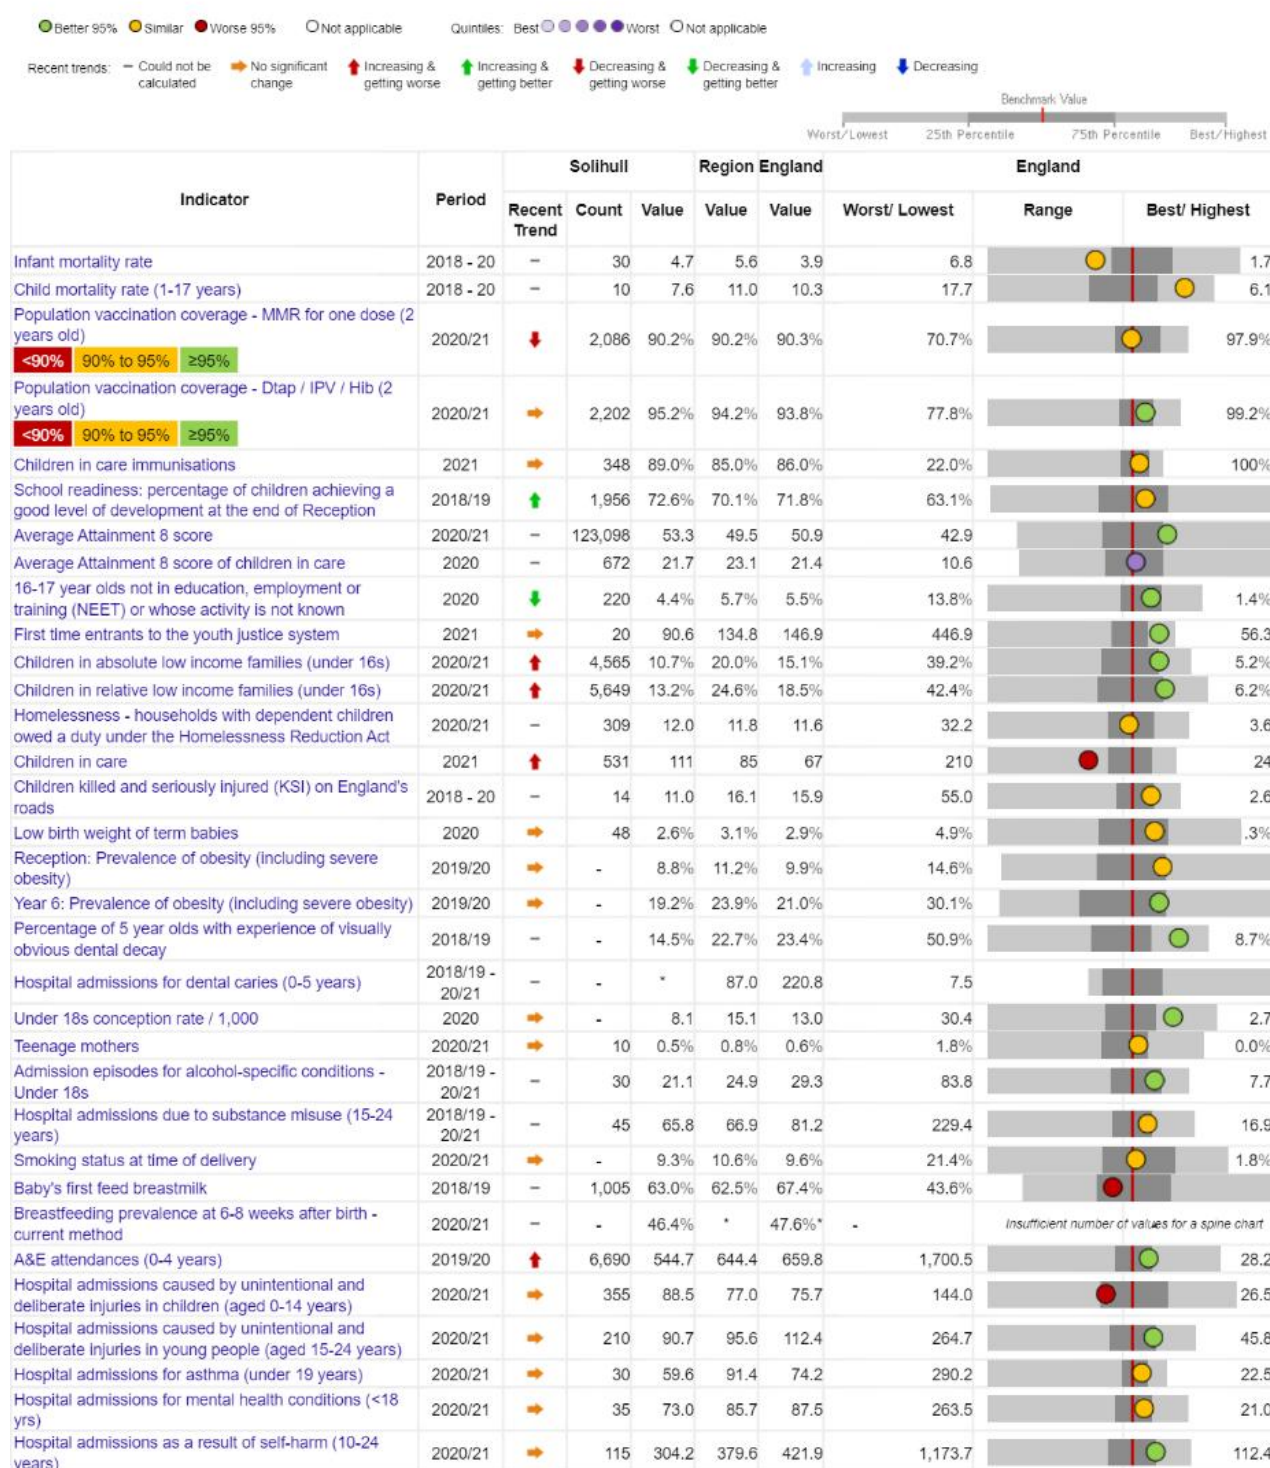 Better 95% Similar Worse 95% Not applicable Quintiles: Best Worst Not applicable
Recent trends: – Could not be calculated No significant change Increasing & getting worse Increasing & getting better Decreasing & getting worse Decreasing & getting better Increasing Decreasing
Benchmark Value
Worst/Lowest 25th Percentile 75th Percentile Best/Highest
Indicator Period Solihull Region England England
Recent Trend Count Value Value Value Worst/ Lowest Range Best/ Highest
Infant mortality rate 2018 - 20 – 30 4.7 5.6 3.9 6.8 1.7
Child mortality rate (1-17 years) 2018 - 20 – 10 7.6 11.0 10.3 17.7 6.1
Population vaccination coverage - MMR for one dose (2
years old) 2020/21 2,086 90.2% 90.2% 90.3% 70.7% 97.9%
<90% 90% to 95% ≥95%
Population vaccination coverage - Dtap / IPV / Hib (2
years old) 2020/21 2,202 95.2% 94.2% 93.8% 77.8% 99.2%
<90% 90% to 95% ≥95%
Children in care immunisations 2021 348 89.0% 85.0% 86.0% 22.0% 100%
School readiness: percentage of children achieving a
good level of development at the end of Reception 2018/19 1,956 72.6% 70.1% 71.8% 63.1%
Average Attainment 8 score 2020/21 – 123,098 53.3 49.5 50.9 42.9
Average Attainment 8 score of children in care 2020 – 672 21.7 23.1 21.4 10.6
16-17 year olds not in education, employment or
training (NEET) or whose activity is not known 2020 220 4.4% 5.7% 5.5% 13.8% 1.4%
First time entrants to the youth justice system 2021 20 90.6 134.8 146.9 446.9 56.3
Children in absolute low income families (under 16s) 2020/21 4,565 10.7% 20.0% 15.1% 39.2% 5.2%
Children in relative low income families (under 16s) 2020/21 5,649 13.2% 24.6% 18.5% 42.4% 6.2%
Homelessness - households with dependent children
owed a duty under the Homelessness Reduction Act 2020/21 – 309 12.0 11.8 11.6 32.2 3.6
Children in care 2021 531 111 85 67 210 24
Children killed and seriously injured (KSI) on England's
roads 2018 - 20 – 14 11.0 16.1 15.9 55.0 2.6
Low birth weight of term babies 2020 48 2.6% 3.1% 2.9% 4.9% .3%
Reception: Prevalence of obesity (including severe
obesity) 2019/20 - 8.8% 11.2% 9.9% 14.6%
Year 6: Prevalence of obesity (including severe obesity) 2019/20 - 19.2% 23.9% 21.0% 30.1%
Percentage of 5 year olds with experience of visually
obvious dental decay 2018/19 – - 14.5% 22.7% 23.4% 50.9% 8.7%
Hospital admissions for dental caries (0-5 years) 2018/19 - 20/21 – - * 87.0 220.8 7.5
Under 18s conception rate / 1,000 2020 - 8.1 15.1 13.0 30.4 2.7
Teenage mothers 2020/21 10 0.5% 0.8% 0.6% 1.8% 0.0%
Admission episodes for alcohol-specific conditions -
Under 18s 2018/19 - 20/21 – 30 21.1 24.9 29.3 83.8 7.7
Hospital admissions due to substance misuse (15-24
years) 2018/19 - 20/21 – 45 65.8 66.9 81.2 229.4 16.9
Smoking status at time of delivery 2020/21 - 9.3% 10.6% 9.6% 21.4% 1.8%
Baby's first feed breastmilk 2018/19 – 1,005 63.0% 62.5% 67.4% 43.6%
Breastfeeding prevalence at 6-8 weeks after birth -
current method 2020/21 – - 46.4% * 47.6%* - Insufficient number of values for a spine chart
A&E attendances (0-4 years) 2019/20 6,690 544.7 644.4 659.8 1,700.5 28.2
Hospital admissions caused by unintentional and
deliberate injuries in children (aged 0-14 years) 2020/21 355 88.5 77.0 75.7 144.0 26.5
Hospital admissions caused by unintentional and
deliberate injuries in young people (aged 15-24 years) 2020/21 210 90.7 95.6 112.4 264.7 45.8
Hospital admissions for asthma (under 19 years) 2020/21 30 59.6 91.4 74.2 290.2 22.5
Hospital admissions for mental health conditions (<18
yrs) 2020/21 35 73.0 85.7 87.5 263.5 21.0
Hospital admissions as a result of self-harm (10-24
years) 2020/21 115 304.2 379.6 421.9 1,173.7 112.4